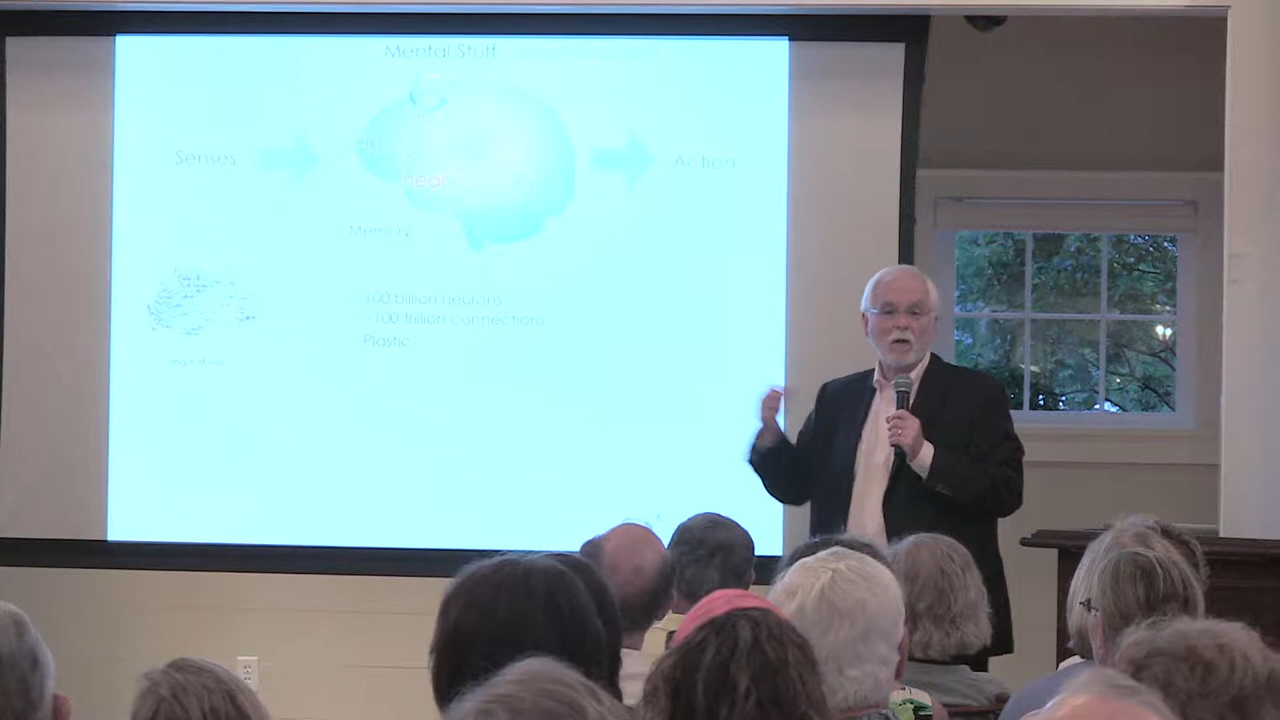 Mental Stuff
Senses
Action
Memory
100 billion neurons
~100 trillion connections
Plastic